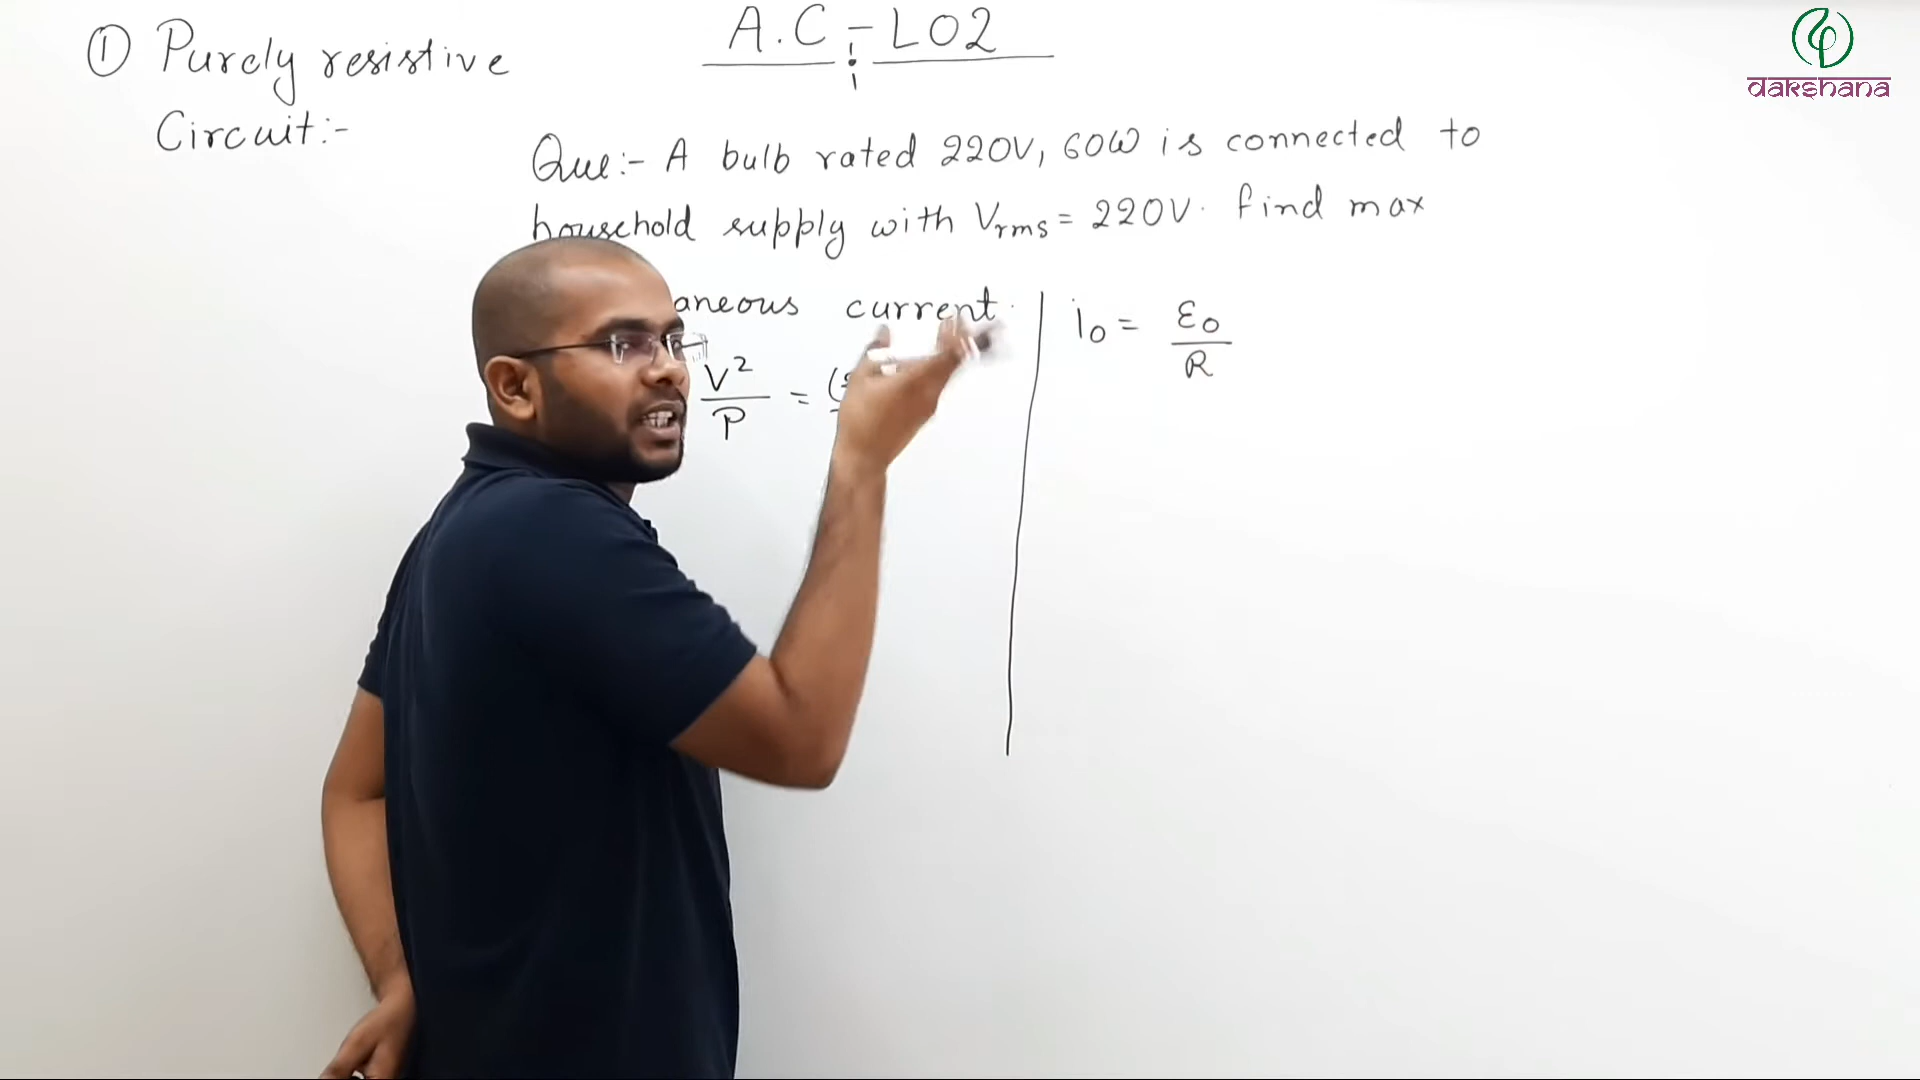 A.C :- L02
① Purely resistive
Circuit:-
Que:- A bulb rated 220V, 60W is connected to
household supply with Vrms = 220V. find max
aneous current.
V²/P = (
i₀ = ε₀/R
dakshana